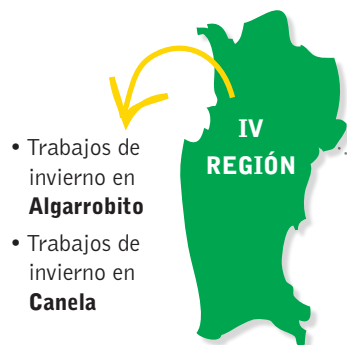 IV
REGIÓN
• Trabajos de
invierno en
Algarrobito
• Trabajos de
invierno en
Canela